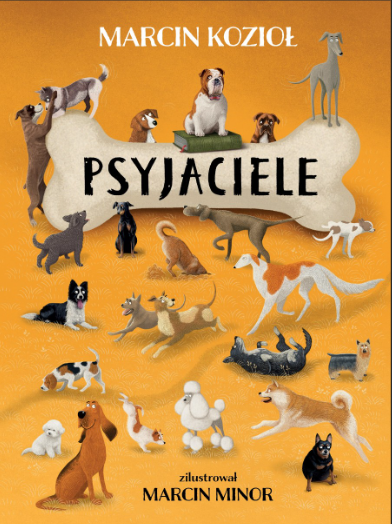 MARCIN KOZIOŁ
PSYJACIELE
zilustrował
MARCIN MINOR